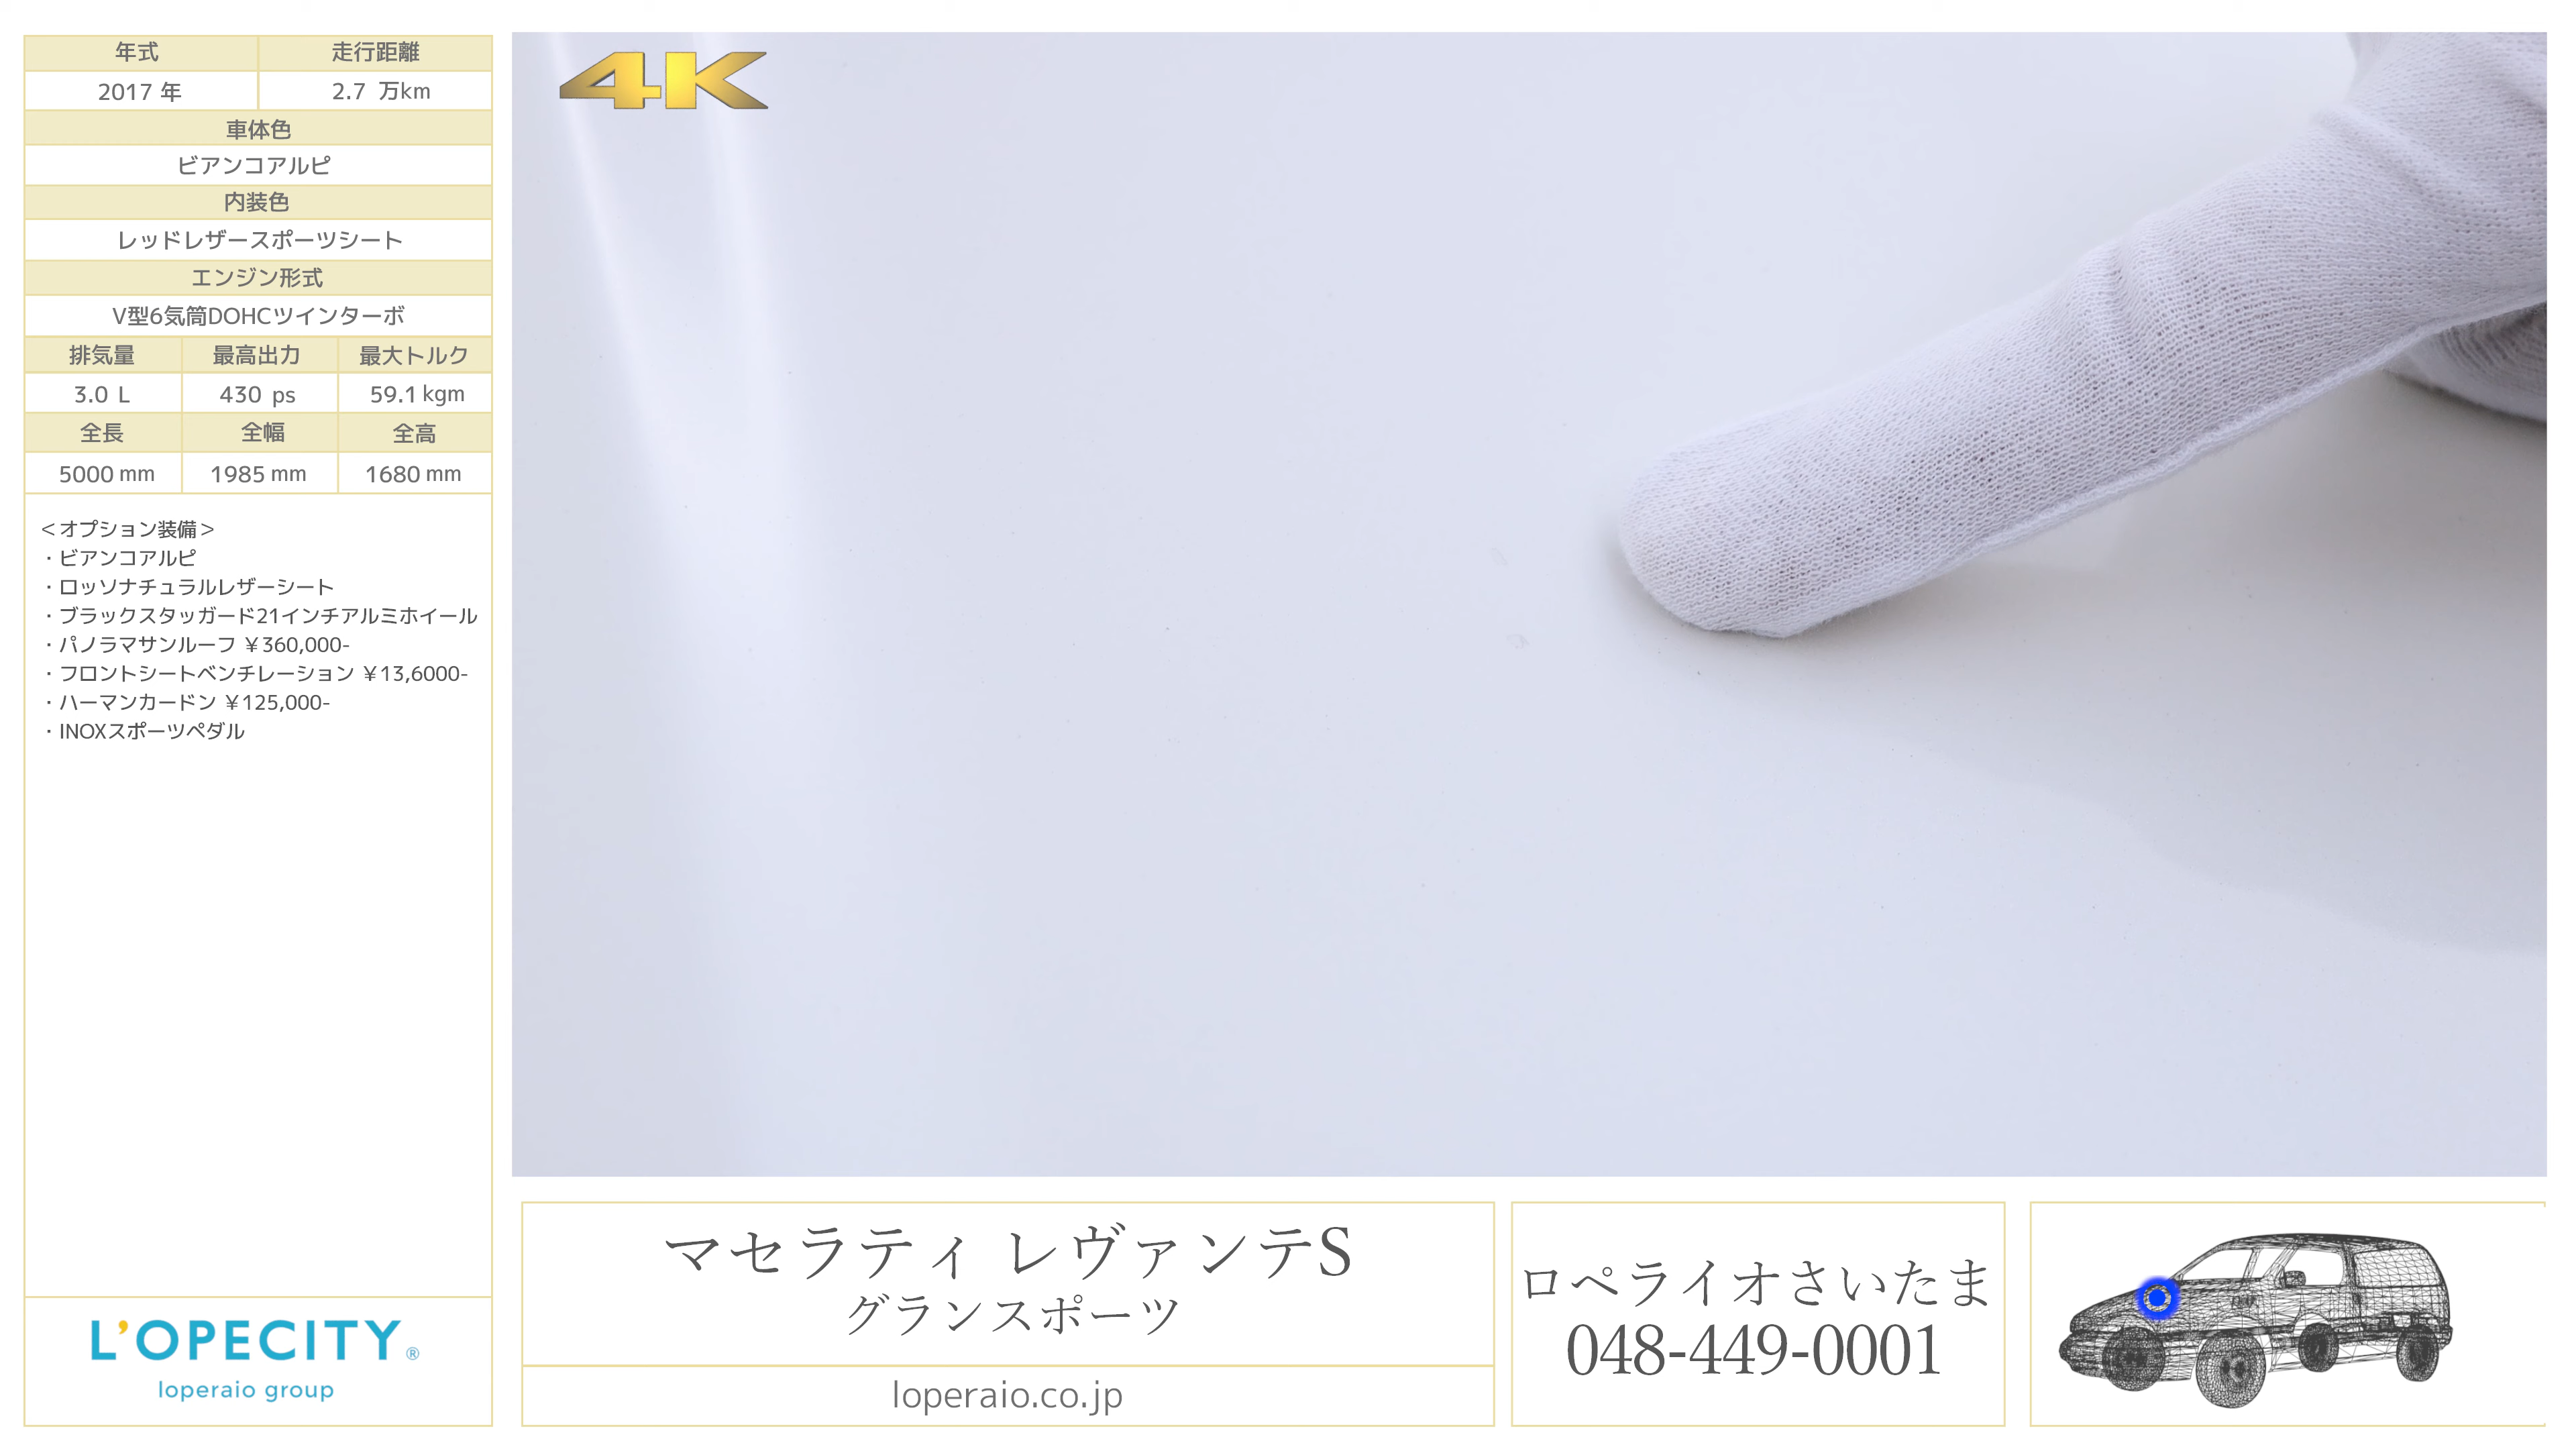 年式 走行距離
2017 年 2.7 万km
車体色
ビアンコアルピ
内装色
レッドレザースポーツシート
エンジン形式
V型6気筒DOHCツインターボ
排気量 最高出力 最大トルク
3.0 L 430 ps 59.1 kgm
全長 全幅 全高
5000 mm 1985 mm 1680 mm
＜オプション装備＞
・ビアンコアルピ
・ロッソナチュラルレザーシート
・ブラックスタッガード21インチアルミホイール
・パノラマサンルーフ ￥360,000-
・フロントシートベンチレーション ￥13,6000-
・ハーマンカードン ￥125,000-
・INOXスポーツペダル
L'OPECITY®
loperaio group
4K
マセラティ レヴァンテS
グランスポーツ
loperaio.co.jp
ロペライオさいたま
048-449-0001